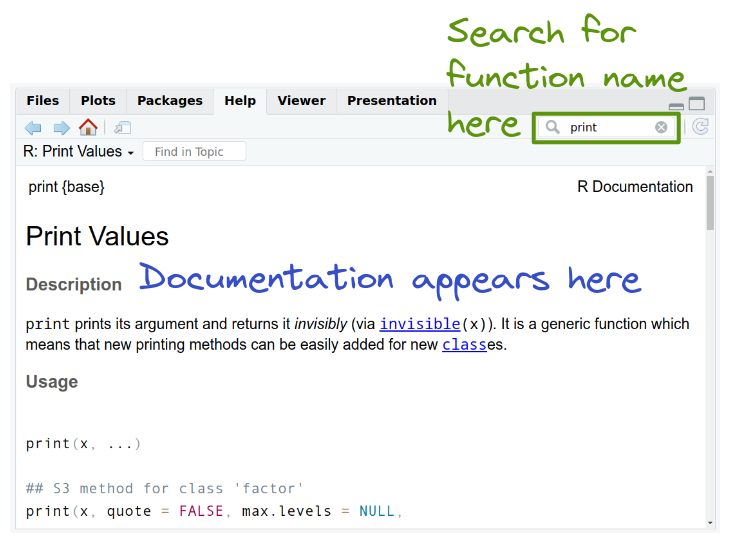 Search for
function name
here
Files Plots Packages Help Viewer Presentation
print
R: Print Values Find in Topic
print {base} R Documentation
Print Values
Description Documentation appears here
print prints its argument and returns it invisibly (via invisible(x)). It is a generic function which
means that new printing methods can be easily added for new classes.
Usage
print(x, ...)
## S3 method for class 'factor'
print(x, quote = FALSE, max.levels = NULL,